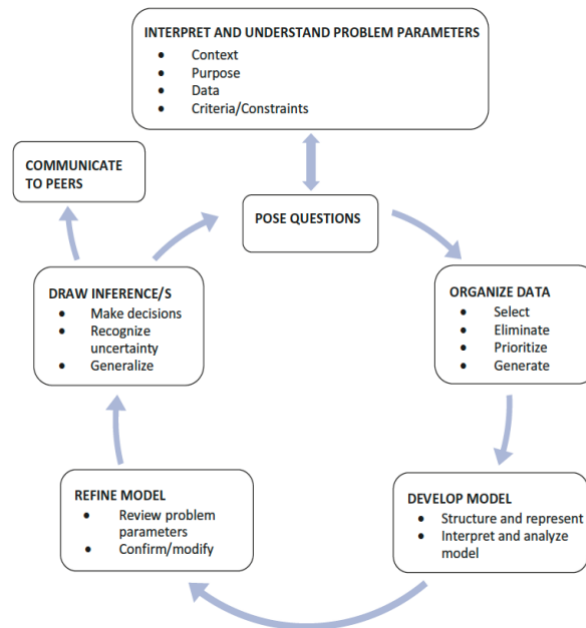 INTERPRET AND UNDERSTAND PROBLEM PARAMETERS
• Context
• Purpose
• Data
• Criteria/Constraints
COMMUNICATE
TO PEERS
POSE QUESTIONS
DRAW INFERENCE/S
• Make decisions
• Recognize
uncertainty
• Generalize
ORGANIZE DATA
• Select
• Eliminate
• Prioritize
• Generate
REFINE MODEL
• Review problem
parameters
• Confirm/modify
DEVELOP MODEL
• Structure and represent
• Interpret and analyze
model